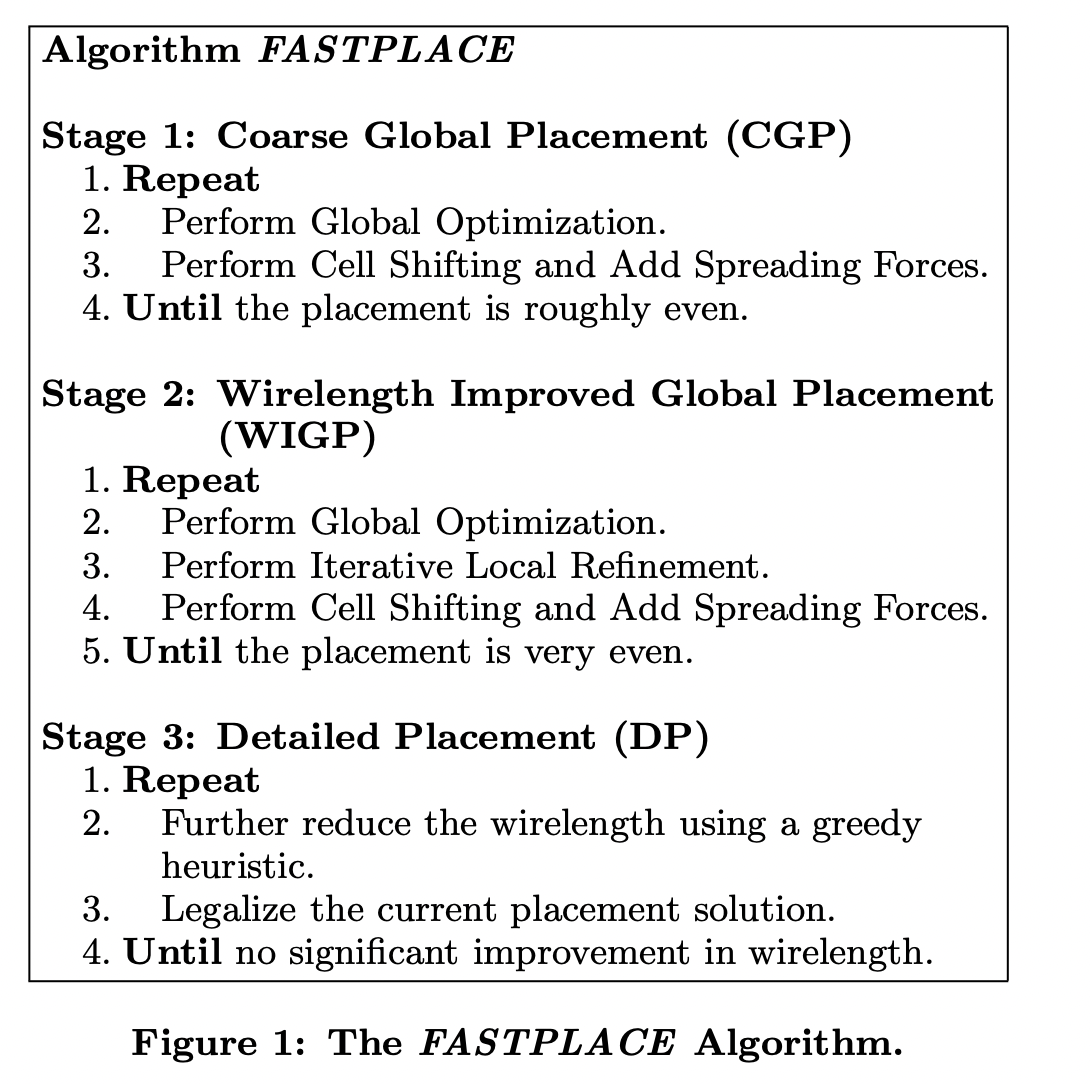 Algorithm FASTPLACE
Stage 1: Coarse Global Placement (CGP)
1. Repeat
2. Perform Global Optimization.
3. Perform Cell Shifting and Add Spreading Forces.
4. Until the placement is roughly even.
Stage 2: Wirelength Improved Global Placement
(WIGP)
1. Repeat
2. Perform Global Optimization.
3. Perform Iterative Local Refinement.
4. Perform Cell Shifting and Add Spreading Forces.
5. Until the placement is very even.
Stage 3: Detailed Placement (DP)
1. Repeat
2. Further reduce the wirelength using a greedy
heuristic.
3. Legalize the current placement solution.
4. Until no significant improvement in wirelength.
Figure 1: The FASTPLACE Algorithm.